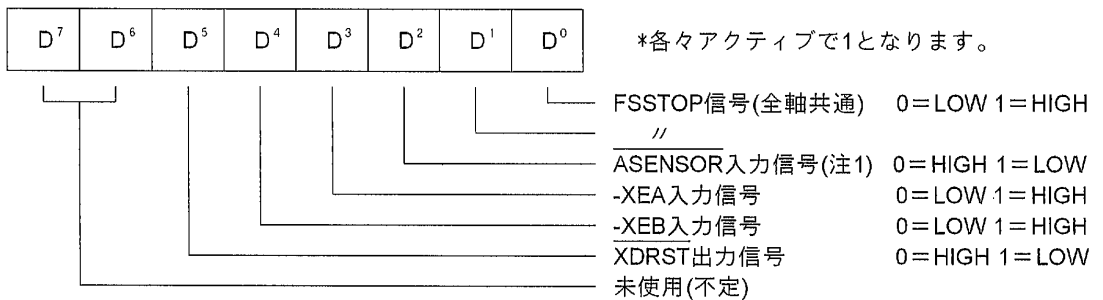 D⁷ D⁶ D⁵ D⁴ D³ D² D¹ D⁰ *各々アクティブで1となります。
FSSTOP信号(全軸共通) 0=LOW 1=HIGH
〃
ASENSOR入力信号(注1) 0=HIGH 1=LOW
-XEA入力信号 0=LOW 1=HIGH
-XEB入力信号 0=LOW 1=HIGH
XDRST出力信号 0=HIGH 1=LOW
未使用(不定)